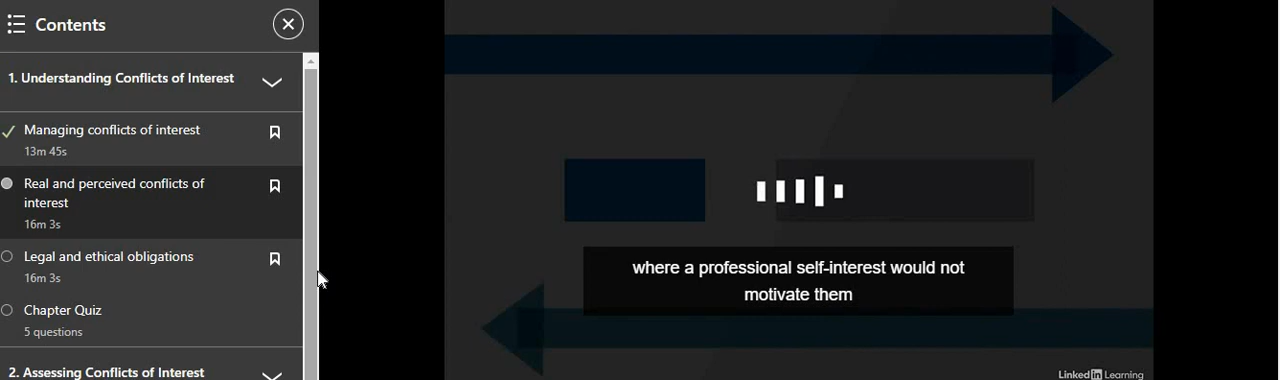 Contents
1. Understanding Conflicts of Interest
Managing conflicts of interest
13m 45s
Real and perceived conflicts of
interest
16m 3s
Legal and ethical obligations
16m 3s
Chapter Quiz
5 questions
2. Assessing Conflicts of Interest
where a professional self-interest would not
motivate them
Linked in Learning